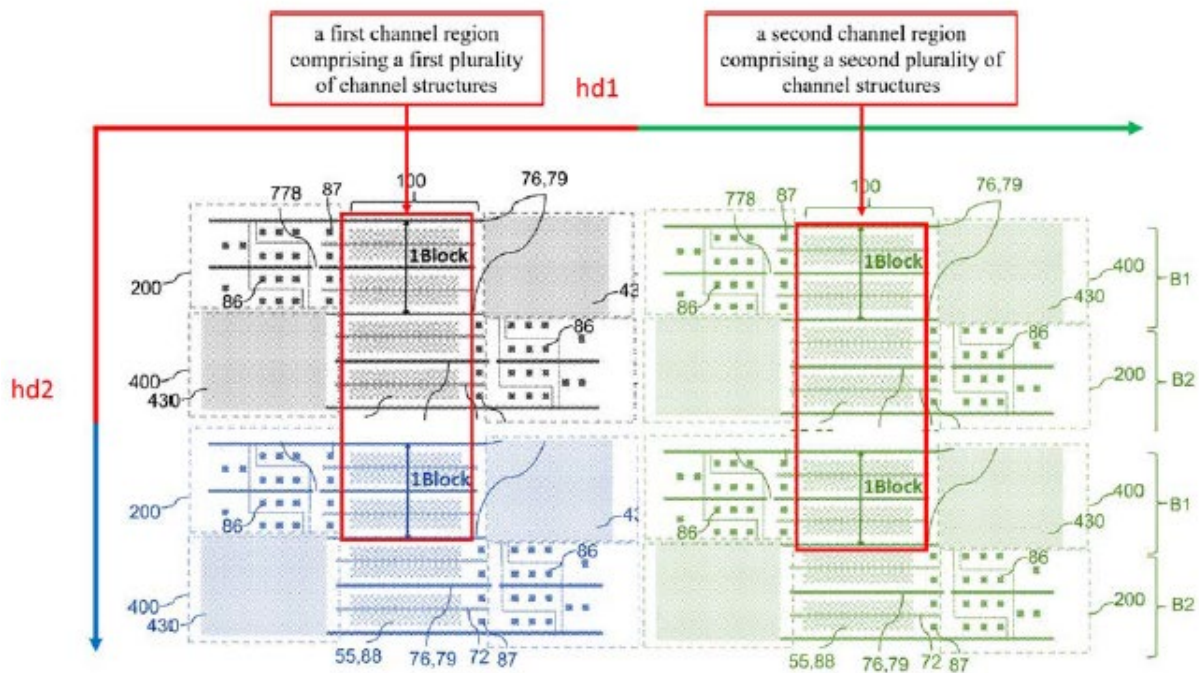 a first channel region
comprising a first plurality
of channel structures
a second channel region
comprising a second plurality of
channel structures
hd1
hd2
778 87 100 76,79
778 87 100
1Block
1Block
200
86
43
400
86
430
B1
86
86
400
430
200
B2
1Block
1Block
200
86
43
400
86
430
B1
86
86
400
430
200
B2
55,88 76,79 72 87
55,88 76,79 72 87